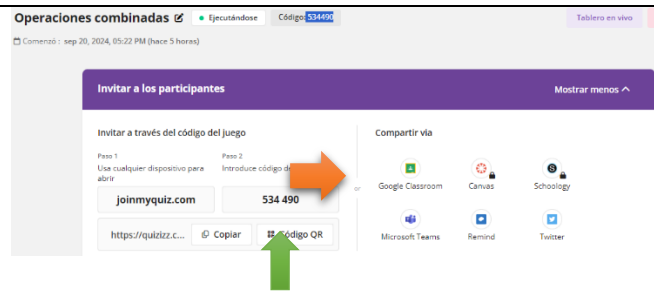 Operaciones combinadas Ejecutándose Código: 534490 Tablero en vivo
Comenzó : sep 20, 2024, 05:22 PM (hace 5 horas)
Invitar a los participantes Mostrar menos
Invitar a través del código del juego Compartir via
Paso 1 Paso 2
Usa cualquier dispositivo para abrir
Introduce código de
joinmyquiz.com 534 490
or
Google Classroom Canvas Schoology
https://quizizz.c... Copiar Código QR
Microsoft Teams Remind Twitter